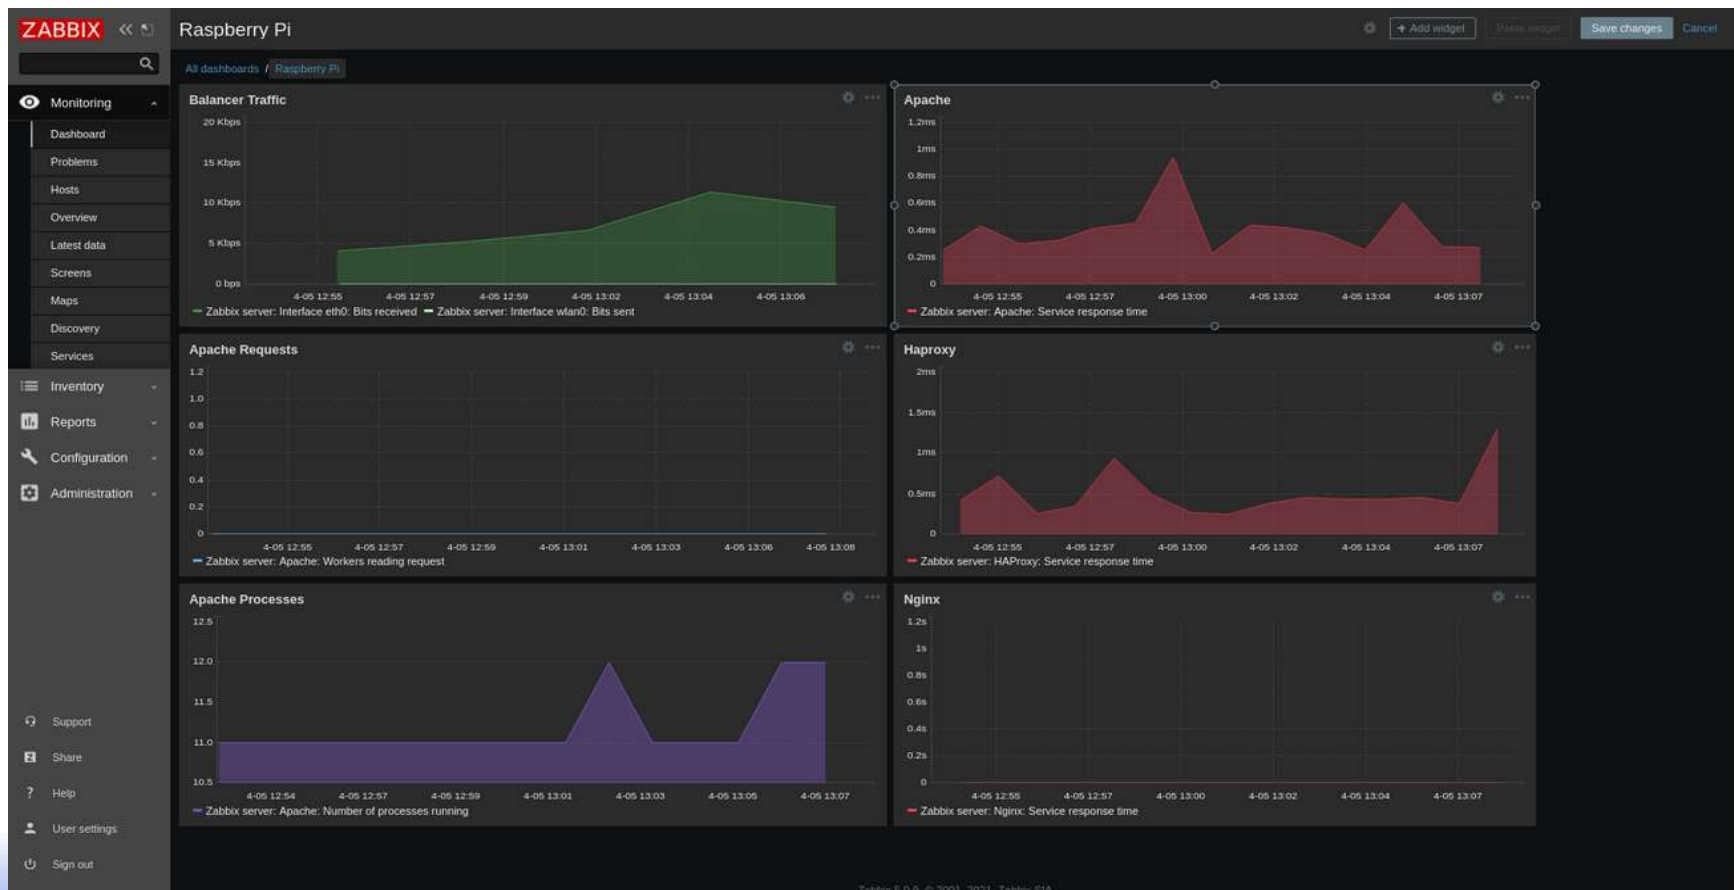 ZABBIX
Raspberry Pi
+ Add widget
Paste widget
Save changes
Cancel
All dashboards / Raspberry Pi
Monitoring
Dashboard
Problems
Hosts
Overview
Latest data
Screens
Maps
Discovery
Services
Inventory
Reports
Configuration
Administration
Support
Share
Help
User settings
Sign out
Balancer Traffic
20 Kbps
15 Kbps
10 Kbps
5 Kbps
0 bps
4-05 12:55 4-05 12:57 4-05 12:59 4-05 13:02 4-05 13:04 4-05 13:06
Zabbix server: Interface eth0: Bits received Zabbix server: Interface wlan0: Bits sent
Apache
1.2ms
1ms
0.8ms
0.6ms
0.4ms
0.2ms
0
4-05 12:55 4-05 12:57 4-05 13:00 4-05 13:02 4-05 13:04 4-05 13:07
Zabbix server: Apache: Service response time
Apache Requests
1.2
1.0
0.8
0.6
0.4
0.2
0
4-05 12:55 4-05 12:57 4-05 12:59 4-05 13:01 4-05 13:03 4-05 13:06 4-05 13:08
Zabbix server: Apache: Workers reading request
Haproxy
2ms
1.5ms
1ms
0.5ms
0
4-05 12:55 4-05 12:57 4-05 13:00 4-05 13:02 4-05 13:04 4-05 13:07
Zabbix server: HAProxy: Service response time
Apache Processes
12.5
12.0
11.5
11.0
10.5
4-05 12:54 4-05 12:57 4-05 12:59 4-05 13:01 4-05 13:03 4-05 13:05 4-05 13:07
Zabbix server: Apache: Number of processes running
Nginx
1.2s
1s
0.8s
0.6s
0.4s
0.2s
0
4-05 12:55 4-05 12:57 4-05 13:00 4-05 13:02 4-05 13:04 4-05 13:07
Zabbix server: Nginx: Service response time